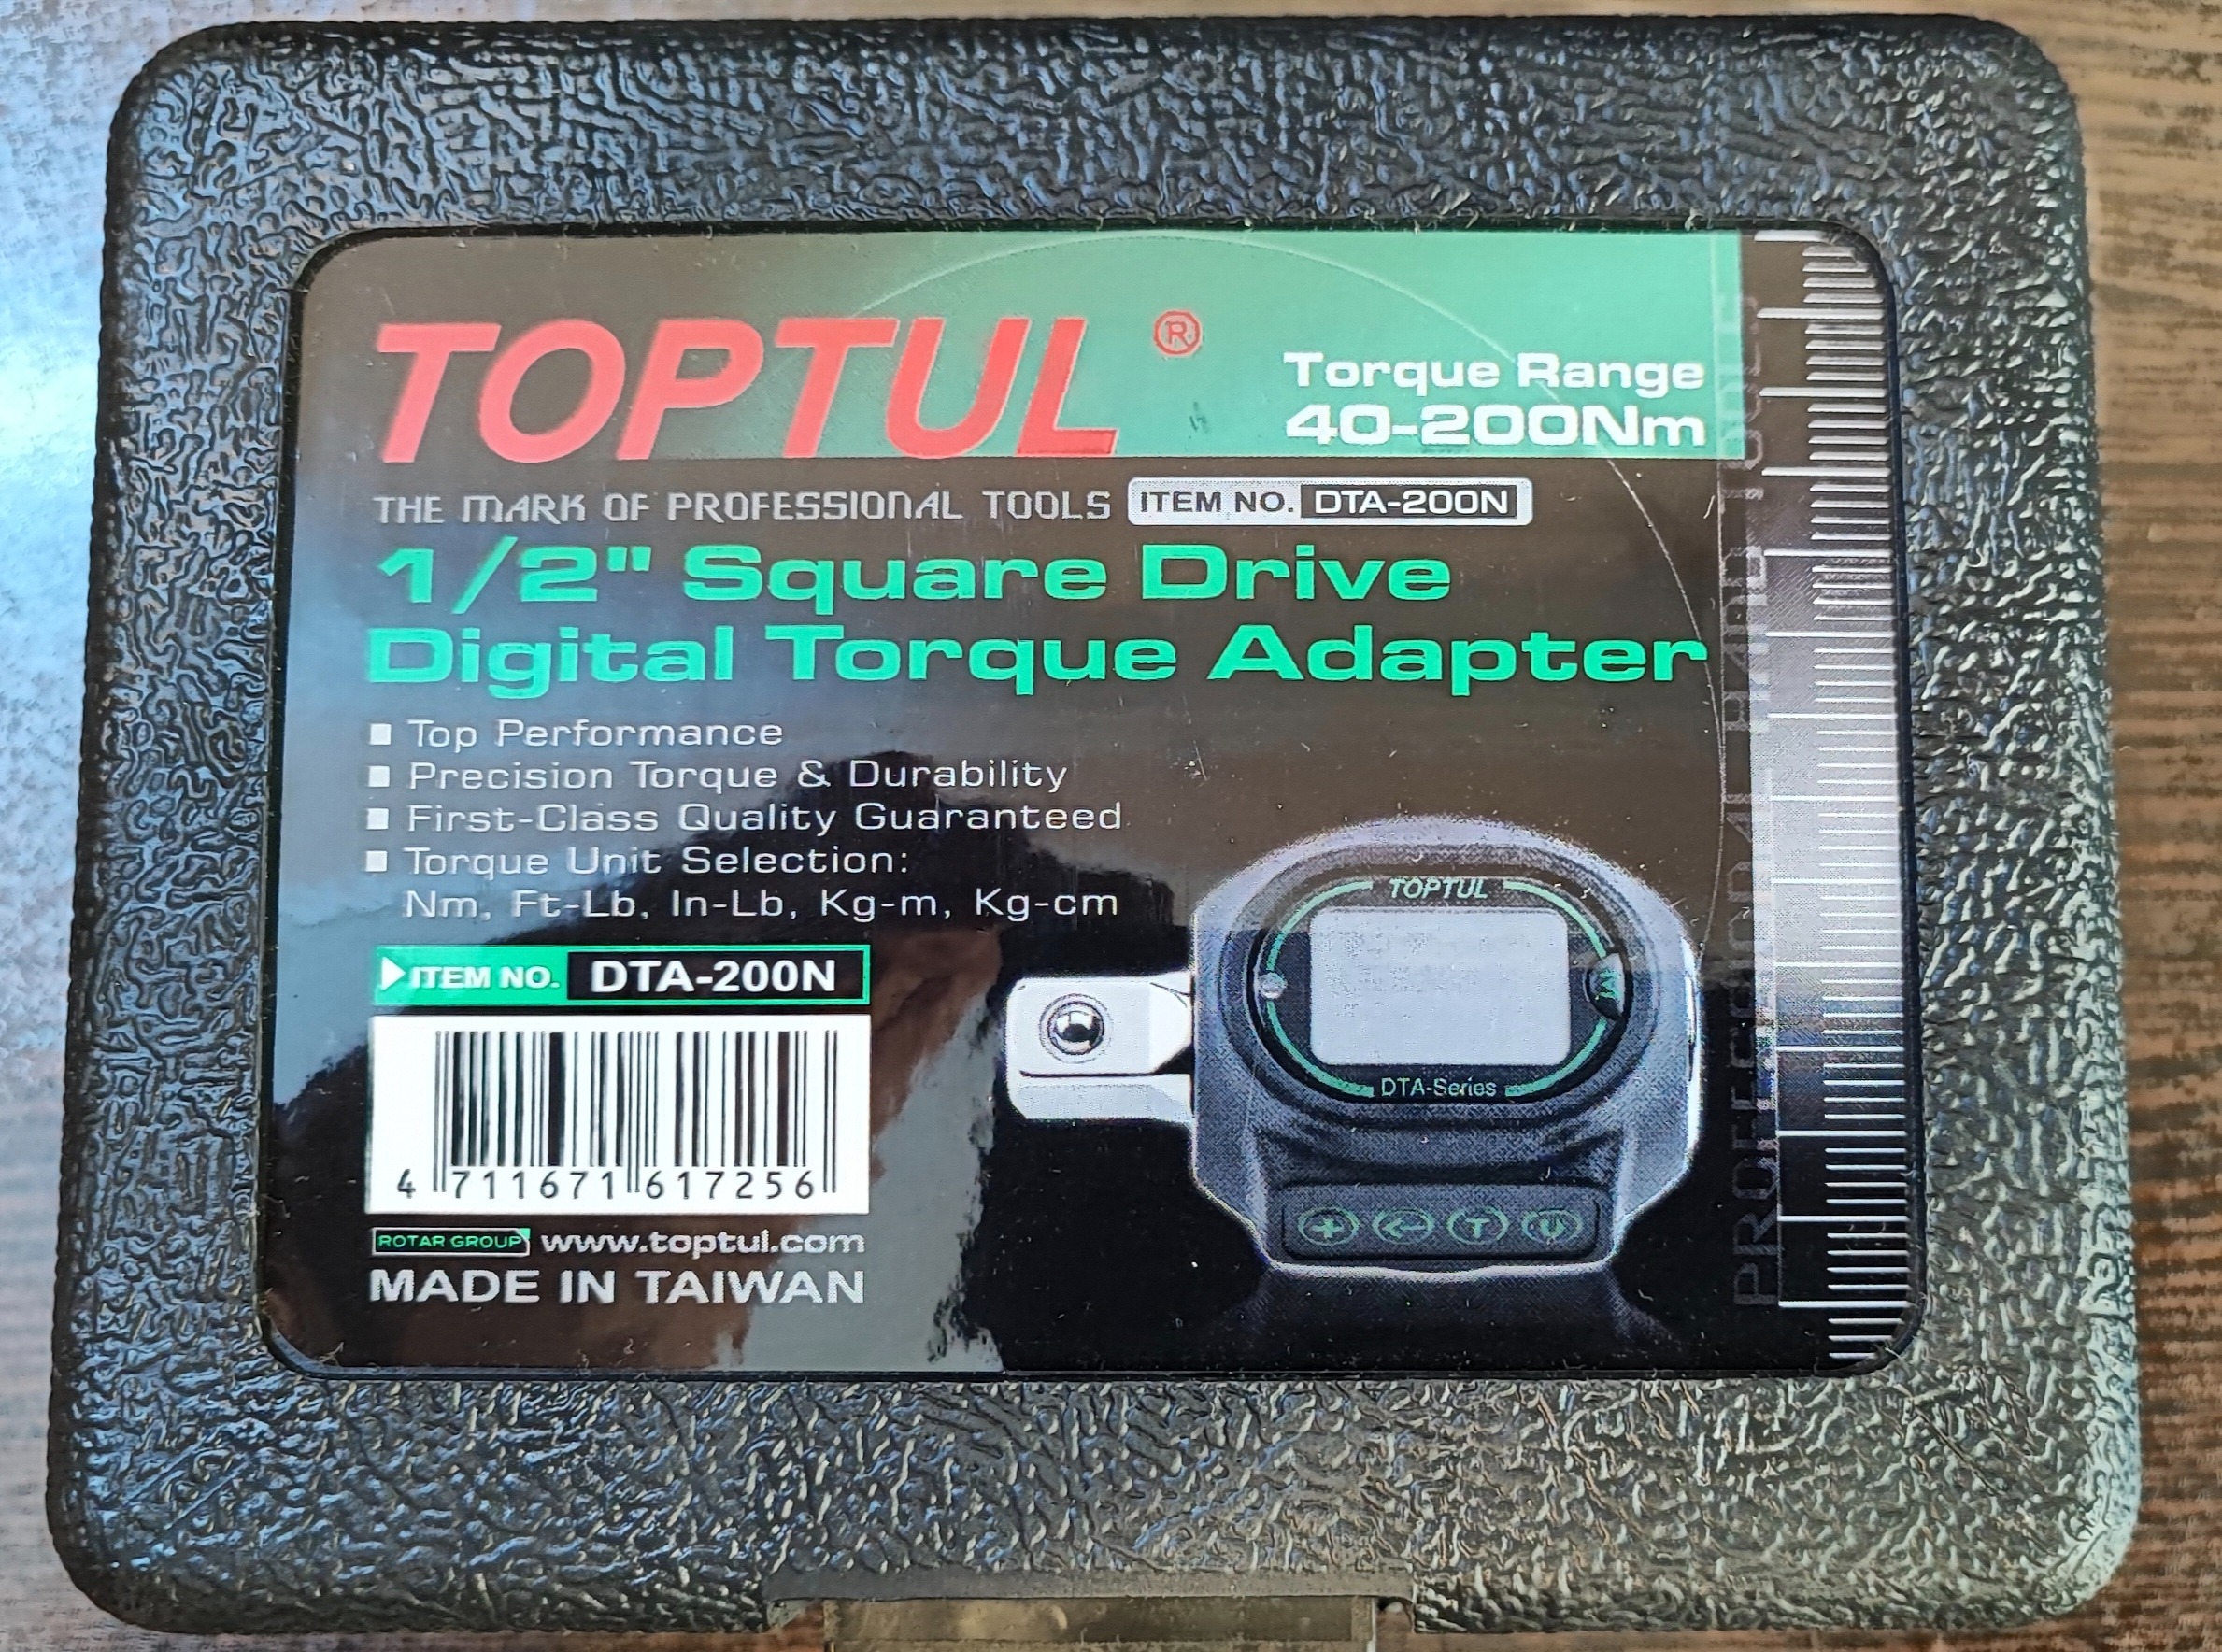 TOPTUL®
Torque Range
40-200Nm
THE MARK OF PROFESSIONAL TOOLS
ITEM NO. DTA-200N
1/2" Square Drive
Digital Torque Adapter
Top Performance
Precision Torque & Durability
First-Class Quality Guaranteed
Torque Unit Selection:
Nm, Ft-Lb, In-Lb, Kg-m, Kg-cm
ITEM NO. DTA-200N
4 711671 617256
ROTAR GROUP www.toptul.com
MADE IN TAIWAN
TOPTUL
DTA-Series
T
PROFESSIONAL HAND TOOLS